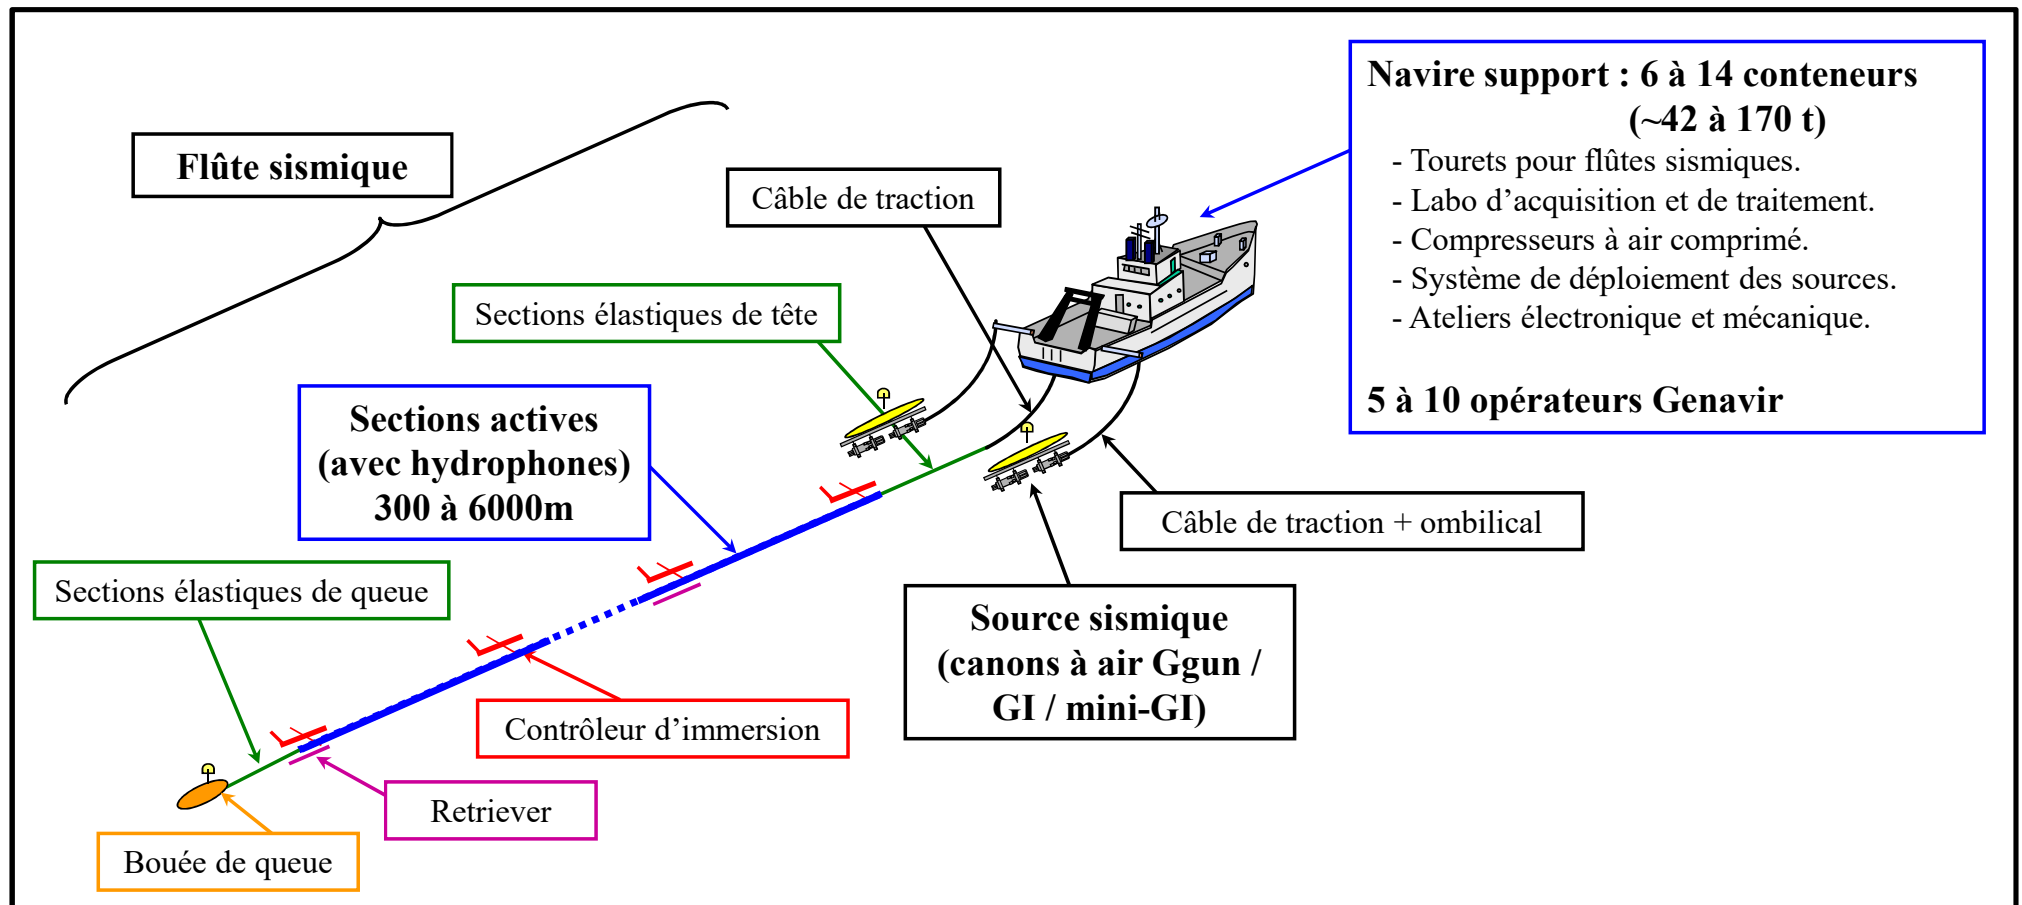 Navire support : 6 à 14 conteneurs
(~42 à 170 t)
- Tourets pour flûtes sismiques.
- Labo d’acquisition et de traitement.
- Compresseurs à air comprimé.
- Système de déploiement des sources.
- Ateliers électronique et mécanique.
5 à 10 opérateurs Genavir
Flûte sismique
Câble de traction
Sections élastiques de tête
Sections actives
(avec hydrophones)
300 à 6000m
Câble de traction + ombilical
Sections élastiques de queue
Source sismique
(canons à air Ggun /
GI / mini-GI)
Contrôleur d’immersion
Retriever
Bouée de queue